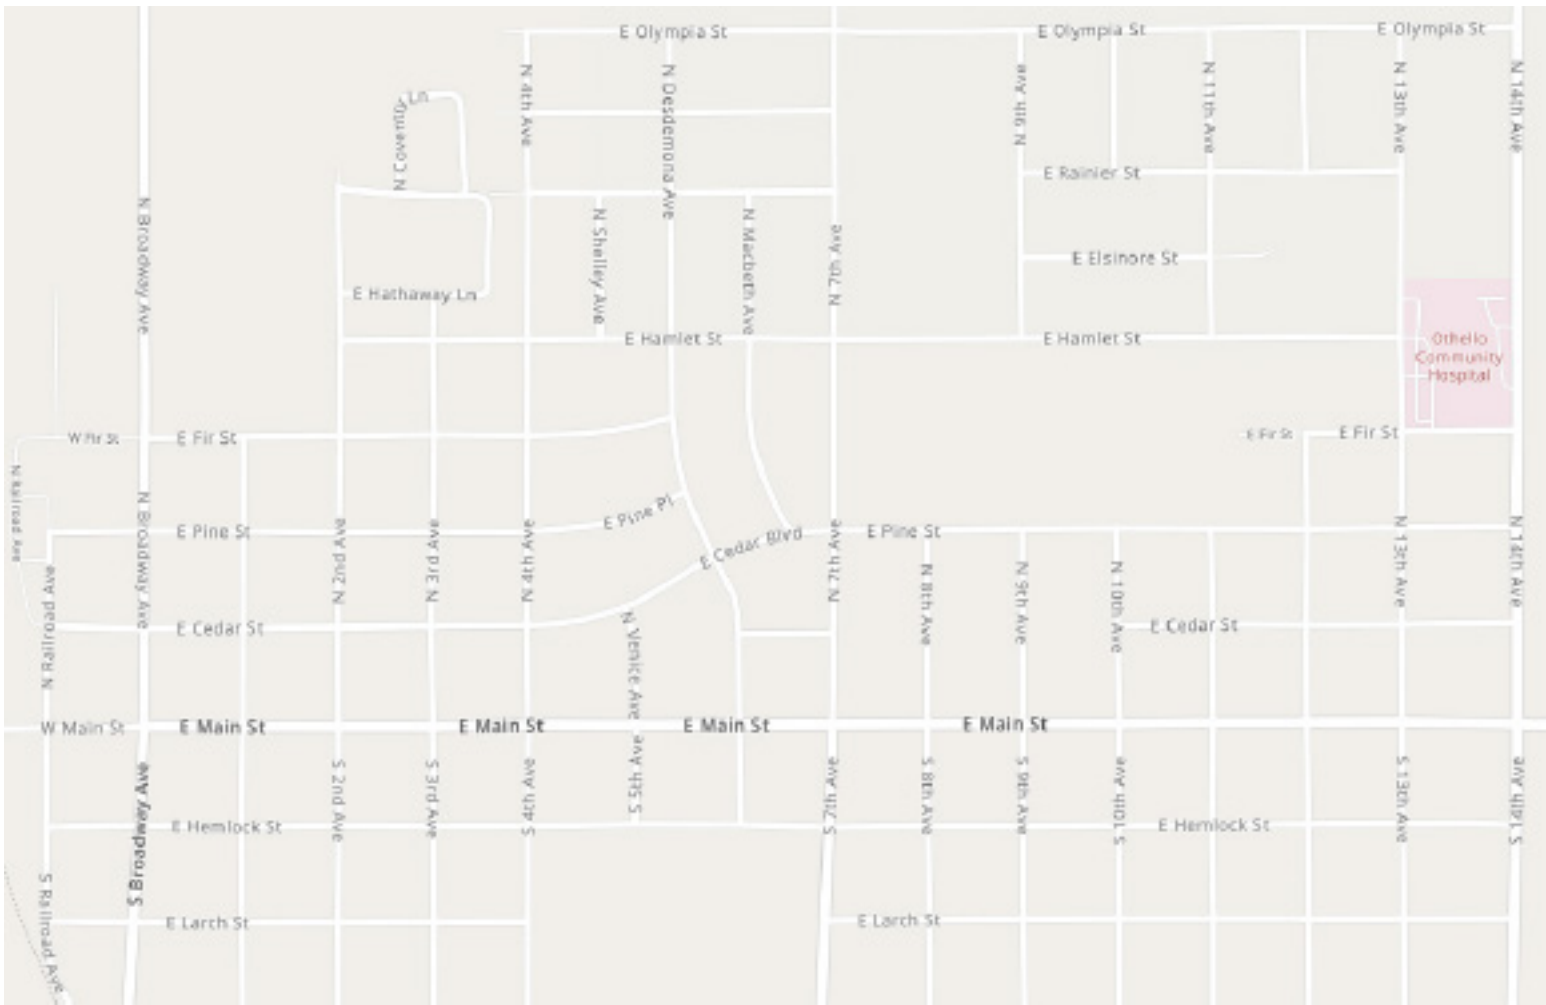 E Olympia St
E Olympia St
E Olympia St
N 4th Ave
N Desdemona Ave
N 9th Ave
N 11th Ave
N 13th Ave
N 14th Ave
N Coventry Ln
E Rainier St
N Broadway Ave
N Shelley Ave
N Macbeth Ave
N 7th Ave
E Elsinore St
E Hathaway Ln
E Hamlet St
E Hamlet St
Othello
Community
Hospital
W Fir St
E Fir St
E Fir St
E Fir St
N Railroad Ave
N Broadway Ave
E Pine St
E Pine Pl
E Cedar Blvd
E Pine St
N 2nd Ave
N 3rd Ave
N 4th Ave
N 7th Ave
N 8th Ave
N 9th Ave
N 10th Ave
N 13th Ave
N 14th Ave
N Railroad Ave
E Cedar St
N Venice Ave
E Cedar St
W Main St
E Main St
E Main St
E Main St
E Main St
S Broadway Ave
S 2nd Ave
S 3rd Ave
S 4th Ave
S 5th Ave
S 7th Ave
S 8th Ave
S 9th Ave
S 10th Ave
S 13th Ave
S 14th Ave
E Hemlock St
E Hemlock St
S Railroad Ave
E Larch St
E Larch St